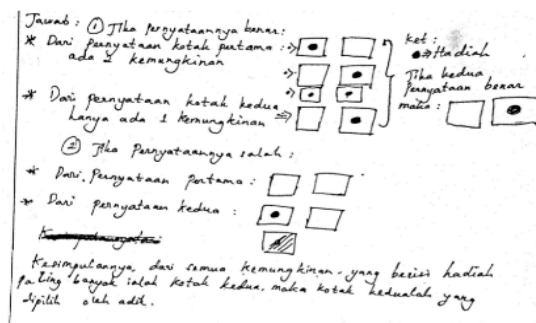 Jawab : ① Jika pernyataannya benar :
* Dari pernyataan kotak pertama :
ada 2 kemungkinan
* Dari pernyataan kotak kedua
hanya ada 1 kemungkinan ⇒
ket :
● ⇒ Hadiah
Jika kedua
pernyataan benar
maka :
② Jika Pernyataannya salah :
* Dari pernyataan pertama :
* Dari pernyataan kedua :
Kesimpulannya, dari semua kemungkinan yang berisi hadiah
paling banyak ialah kotak kedua, maka kotak kedualah yang
dipilih oleh adik.